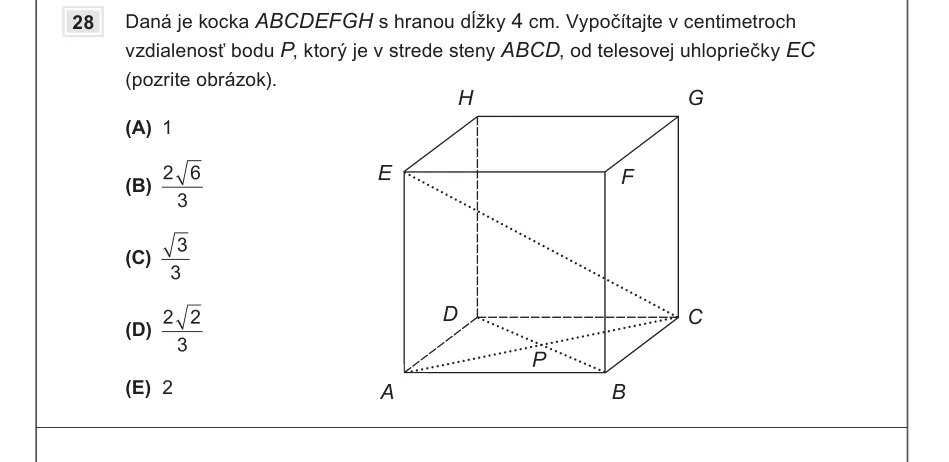 28 Daná je kocka ABCDEFGH s hranou dĺžky 4 cm. Vypočítajte v centimetroch
vzdialenosť bodu P, ktorý je v strede steny ABCD, od telesovej uhlopriečky EC
(pozrite obrázok).
H G
(A) 1
E F
(B) 2√6
3
(C) √3
3
D C
(D) 2√2
3
P
(E) 2
A B